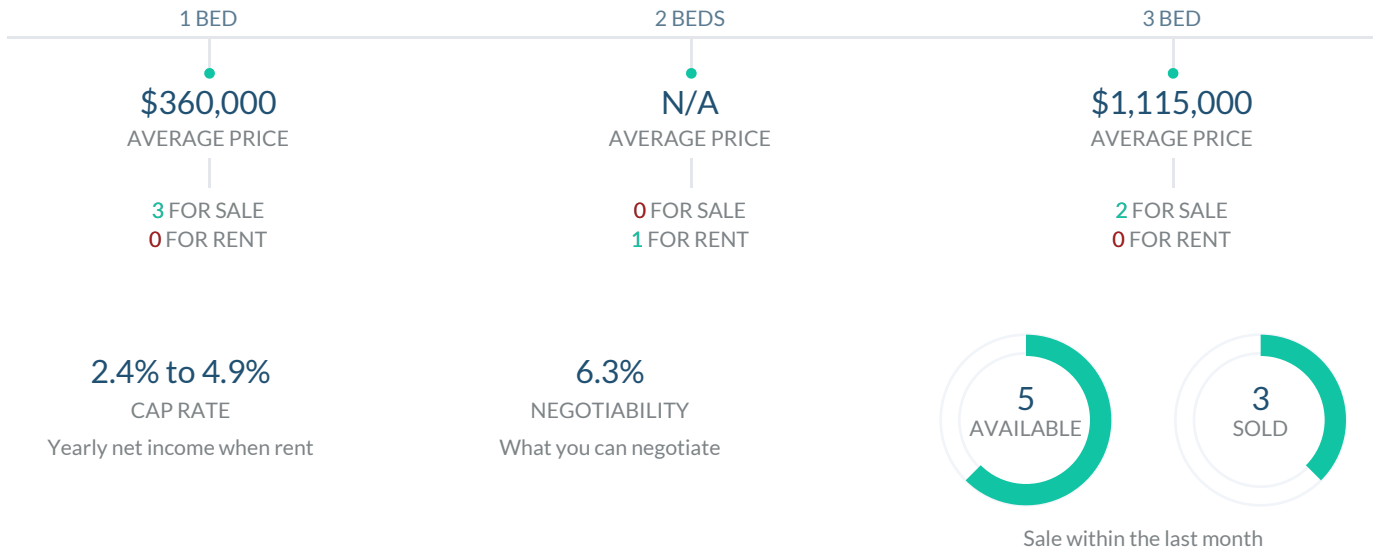 1 BED
$360,000
AVERAGE PRICE
3 FOR SALE
0 FOR RENT
2 BEDS
N/A
AVERAGE PRICE
0 FOR SALE
1 FOR RENT
3 BED
$1,115,000
AVERAGE PRICE
2 FOR SALE
0 FOR RENT
2.4% to 4.9%
CAP RATE
Yearly net income when rent
6.3%
NEGOTIABILITY
What you can negotiate
5
AVAILABLE
3
SOLD
Sale within the last month